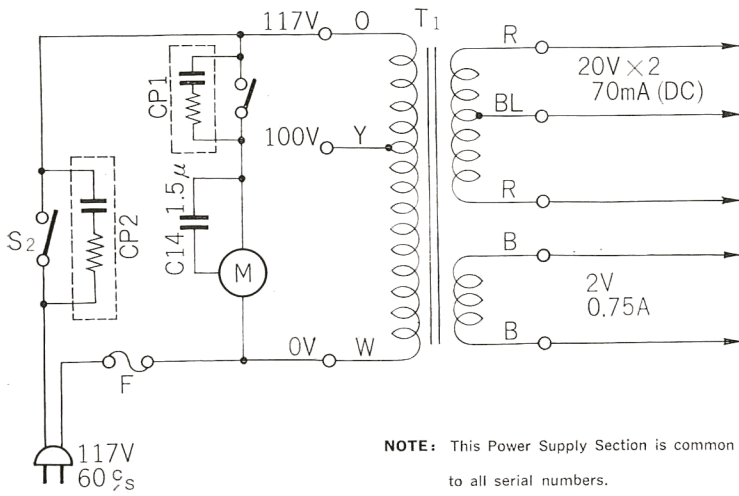 117V O T1 R
20V × 2
70mA (DC)
CP1
BL
100V Y
C14 1.5μ
R
S2
CP2
M
B
2V
0.75A
0V W B
F
117V
60 c/s
NOTE: This Power Supply Section is common
to all serial numbers.